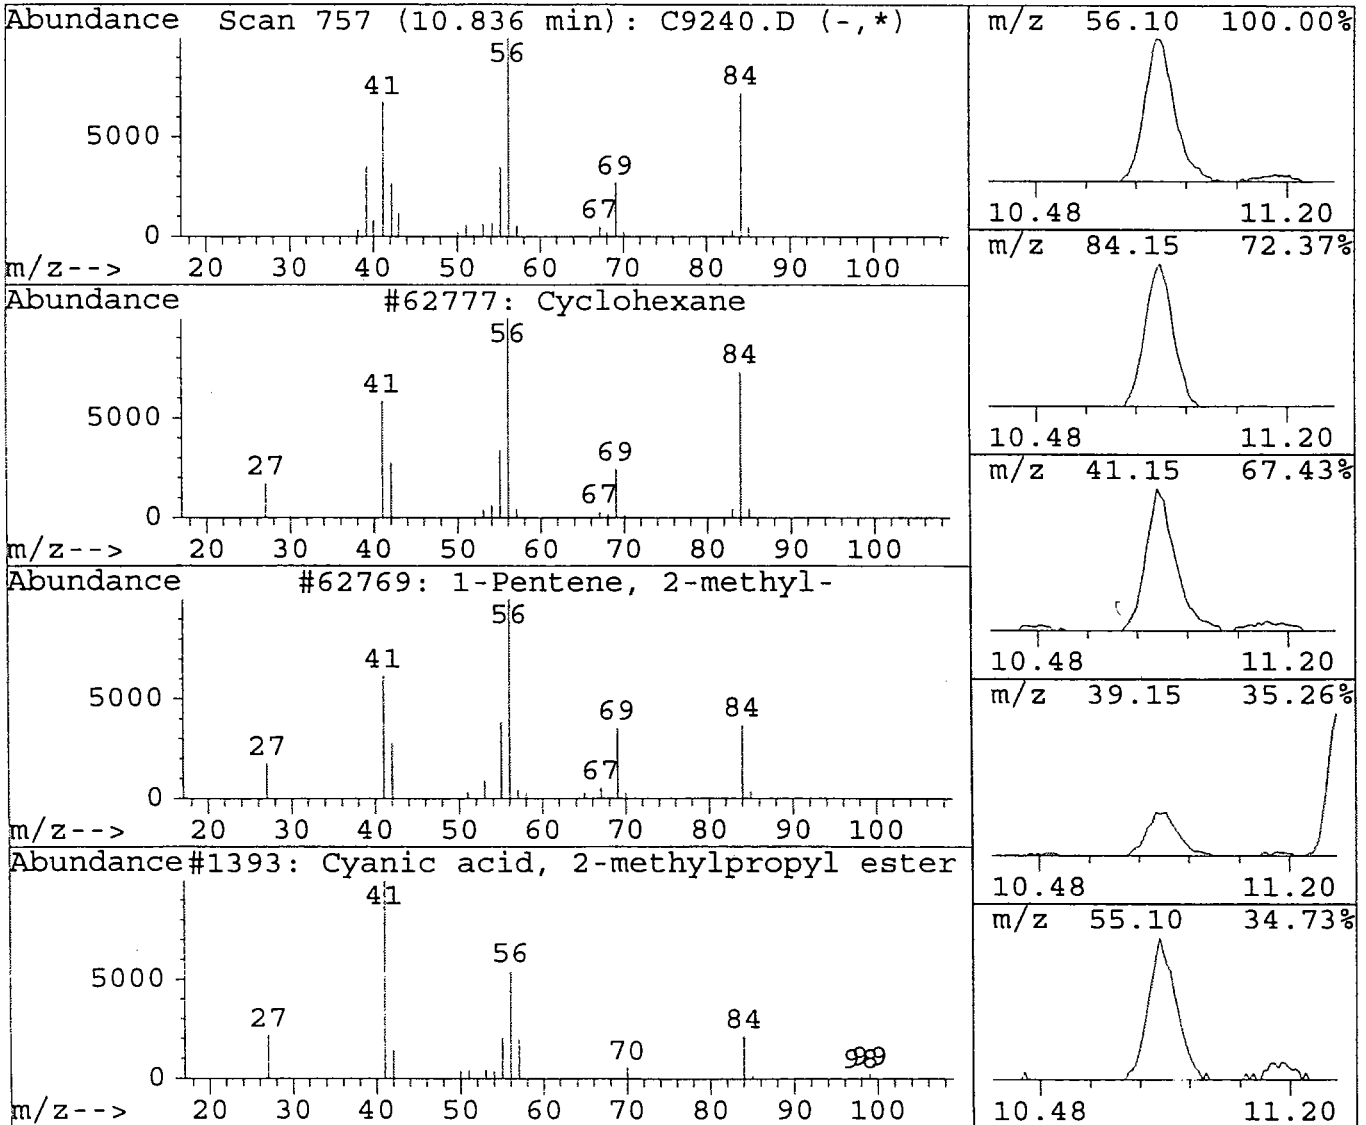 Abundance Scan 757 (10.836 min): C9240.D (-,*)
56
84
41
5000
69
67
0
m/z--> 20 30 40 50 60 70 80 90 100
Abundance #62777: Cyclohexane
56
84
41
5000
69
27
67
0
m/z--> 20 30 40 50 60 70 80 90 100
Abundance #62769: 1-Pentene, 2-methyl-
56
41
5000
69 84
27
67
0
m/z--> 20 30 40 50 60 70 80 90 100
Abundance #1393: Cyanic acid, 2-methylpropyl ester
41
56
5000
27
84
70
98 99
0
m/z--> 20 30 40 50 60 70 80 90 100
m/z 56.10 100.00%
10.48 11.20
m/z 84.15 72.37%
10.48 11.20
m/z 41.15 67.43%
10.48 11.20
m/z 39.15 35.26%
10.48 11.20
m/z 55.10 34.73%
10.48 11.20